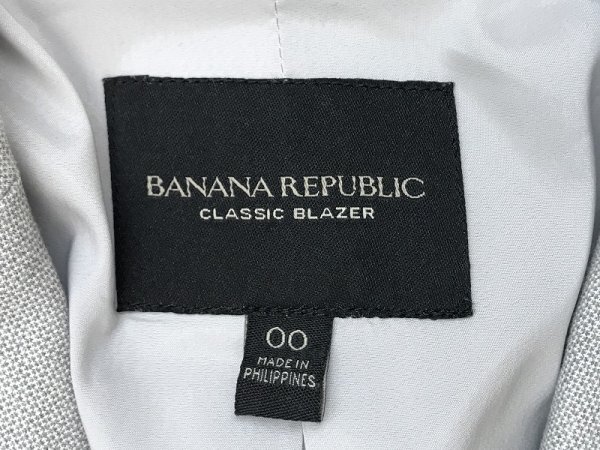 BANANA REPUBLIC
CLASSIC BLAZER
00
MADE IN
PHILIPPINES